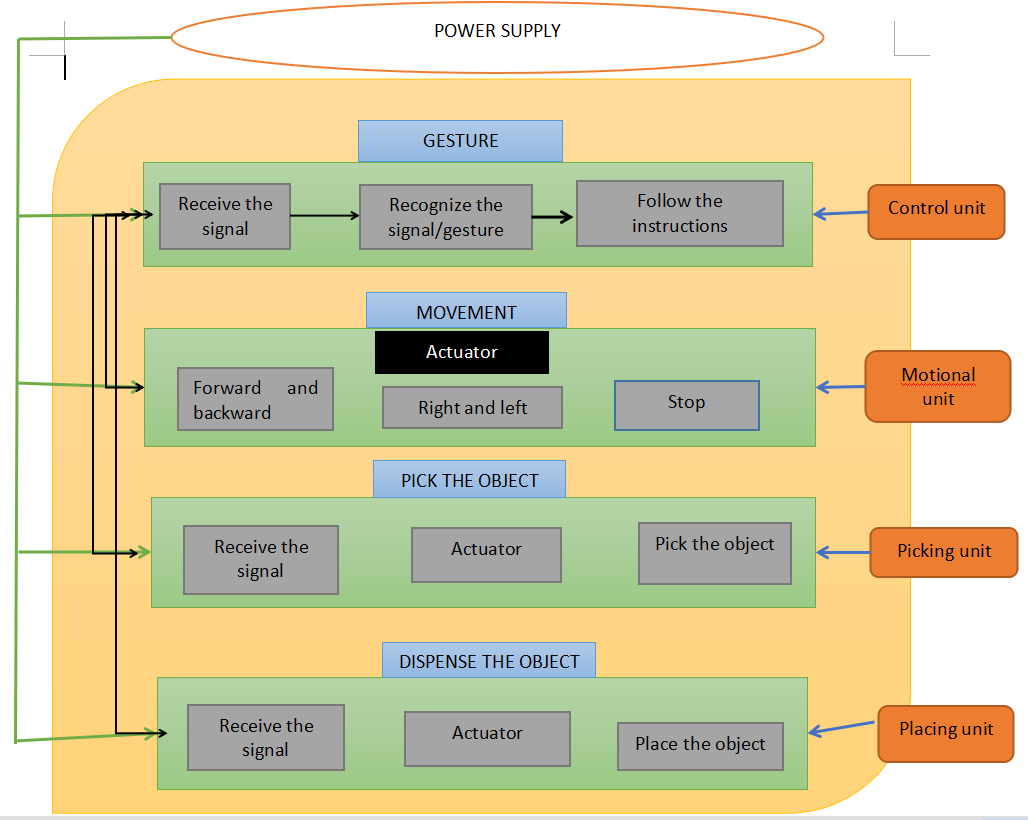 POWER SUPPLY
GESTURE
Receive the
signal
Recognize the
signal/gesture
Follow the
instructions
Control unit
MOVEMENT
Actuator
Forward and
backward
Right and left
Stop
Motional
unit
PICK THE OBJECT
Receive the
signal
Actuator
Pick the object
Picking unit
DISPENSE THE OBJECT
Receive the
signal
Actuator
Place the object
Placing unit